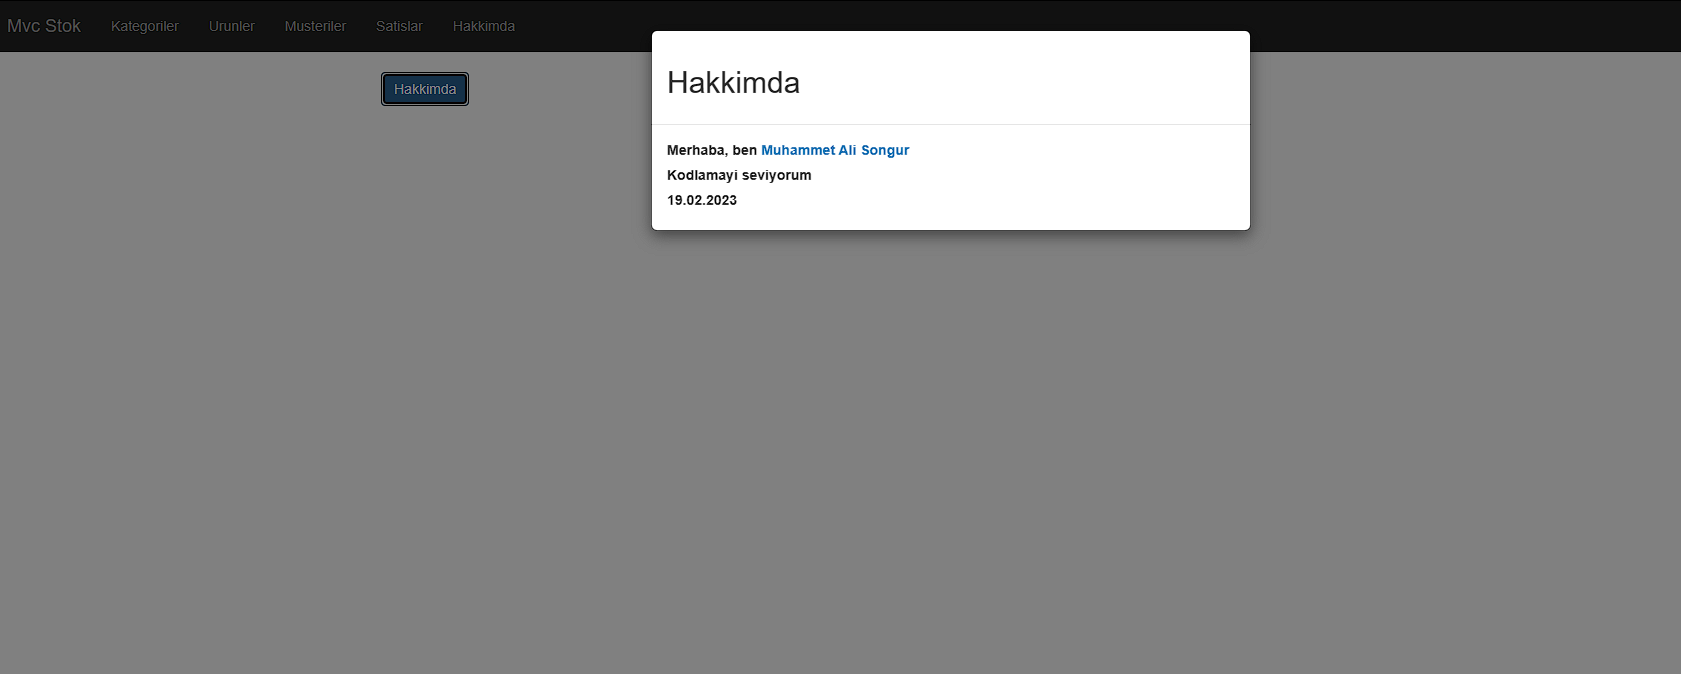 Mvc Stok Kategoriler Urunler Musteriler Satislar Hakkimda
Hakkimda
Hakkimda
Merhaba, ben Muhammet Ali Songur
Kodlamayi seviyorum
19.02.2023